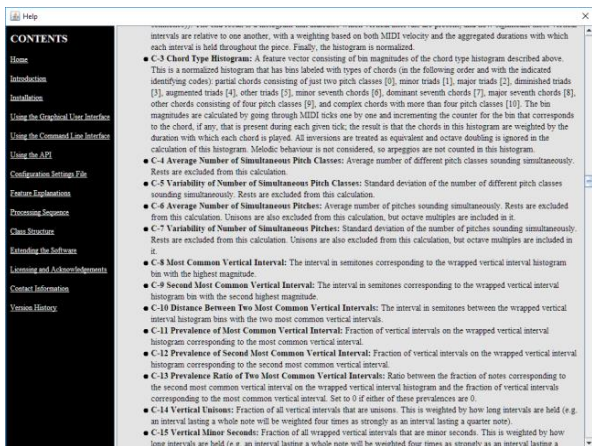 Help
CONTENTS
Home
Introduction
Installation
Using the Graphical User Interface
Using the Command Line Interface
Using the API
Configuration Settings File
Feature Explanations
Processing Sequence
Class Structure
Extending the Software
Licensing and Acknowledgements
Contact Information
Version History
intervals are relative to one another, with a weighting based on both MIDI velocity and the aggregated durations with which
each interval is held throughout the piece. Finally, the histogram is normalized.
● C-3 Chord Type Histogram: A feature vector consisting of bin magnitudes of the chord type histogram described above.
This is a normalized histogram that has bins labeled with types of chords (in the following order and with the indicated
identifying codes): partial chords consisting of just two pitch classes [0], minor triads [1], major triads [2], diminished triads
[3], augmented triads [4], other triads [5], minor seventh chords [6], dominant seventh chords [7], major seventh chords [8],
other chords consisting of four pitch classes [9], and complex chords with more than four pitch classes [10]. The bin
magnitudes are calculated by going through MIDI ticks one by one and incrementing the counter for the bin that corresponds
to the chord, if any, that is present during each given tick; the result is that the chords in this histogram are weighted by the
duration with which each chord is played. All inversions are treated as equivalent and octave doubling is ignored in the
calculation of this histogram. Melodic behaviour is not considered, so arpeggios are not counted in this histogram.
● C-4 Average Number of Simultaneous Pitch Classes: Average number of different pitch classes sounding simultaneously.
Rests are excluded from this calculation.
● C-5 Variability of Number of Simultaneous Pitch Classes: Standard deviation of the number of different pitch classes
sounding simultaneously. Rests are excluded from this calculation.
● C-6 Average Number of Simultaneous Pitches: Average number of pitches sounding simultaneously. Rests are excluded
from this calculation. Unisons are also excluded from this calculation, but octave multiples are included in it.
● C-7 Variability of Number of Simultaneous Pitches: Standard deviation of the number of pitches sounding simultaneously.
Rests are excluded from this calculation. Unisons are also excluded from this calculation, but octave multiples are included in
it.
● C-8 Most Common Vertical Interval: The interval in semitones corresponding to the wrapped vertical interval histogram
bin with the highest magnitude.
● C-9 Second Most Common Vertical Interval: The interval in semitones corresponding to the wrapped vertical interval
histogram bin with the second highest magnitude.
● C-10 Distance Between Two Most Common Vertical Intervals: The interval in semitones between the wrapped vertical
interval histogram bins with the two most common vertical intervals.
● C-11 Prevalence of Most Common Vertical Interval: Fraction of vertical intervals on the wrapped vertical interval
histogram corresponding to the most common vertical interval.
● C-12 Prevalence of Second Most Common Vertical Interval: Fraction of vertical intervals on the wrapped vertical interval
histogram corresponding to the second most common vertical interval.
● C-13 Prevalence Ratio of Two Most Common Vertical Intervals: Ratio between the fraction of notes corresponding to
the second most common vertical interval on the wrapped vertical interval histogram and the fraction of vertical intervals
corresponding to the most common vertical interval. Set to 0 if either of these prevalences are 0.
● C-14 Vertical Unisons: Fraction of all vertical intervals that are unisons. This is weighted by how long intervals are held (e.g.
an interval lasting a whole note will be weighted four times as strongly as an interval lasting a quarter note).
● C-15 Vertical Minor Seconds: Fraction of all wrapped vertical intervals that are minor seconds. This is weighted by how
long intervals are held (e.g. an interval lasting a whole note will be weighted four times as strongly as an interval lasting a